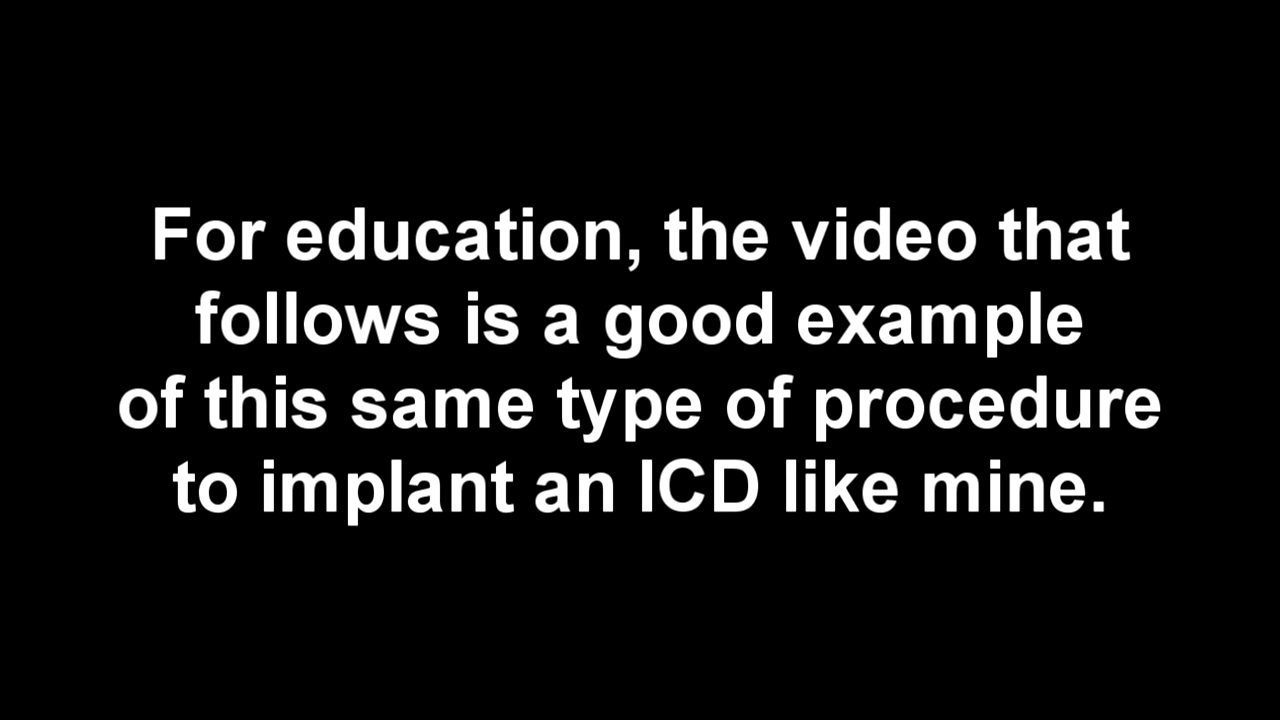 For education, the video that
follows is a good example
of this same type of procedure
to implant an ICD like mine.